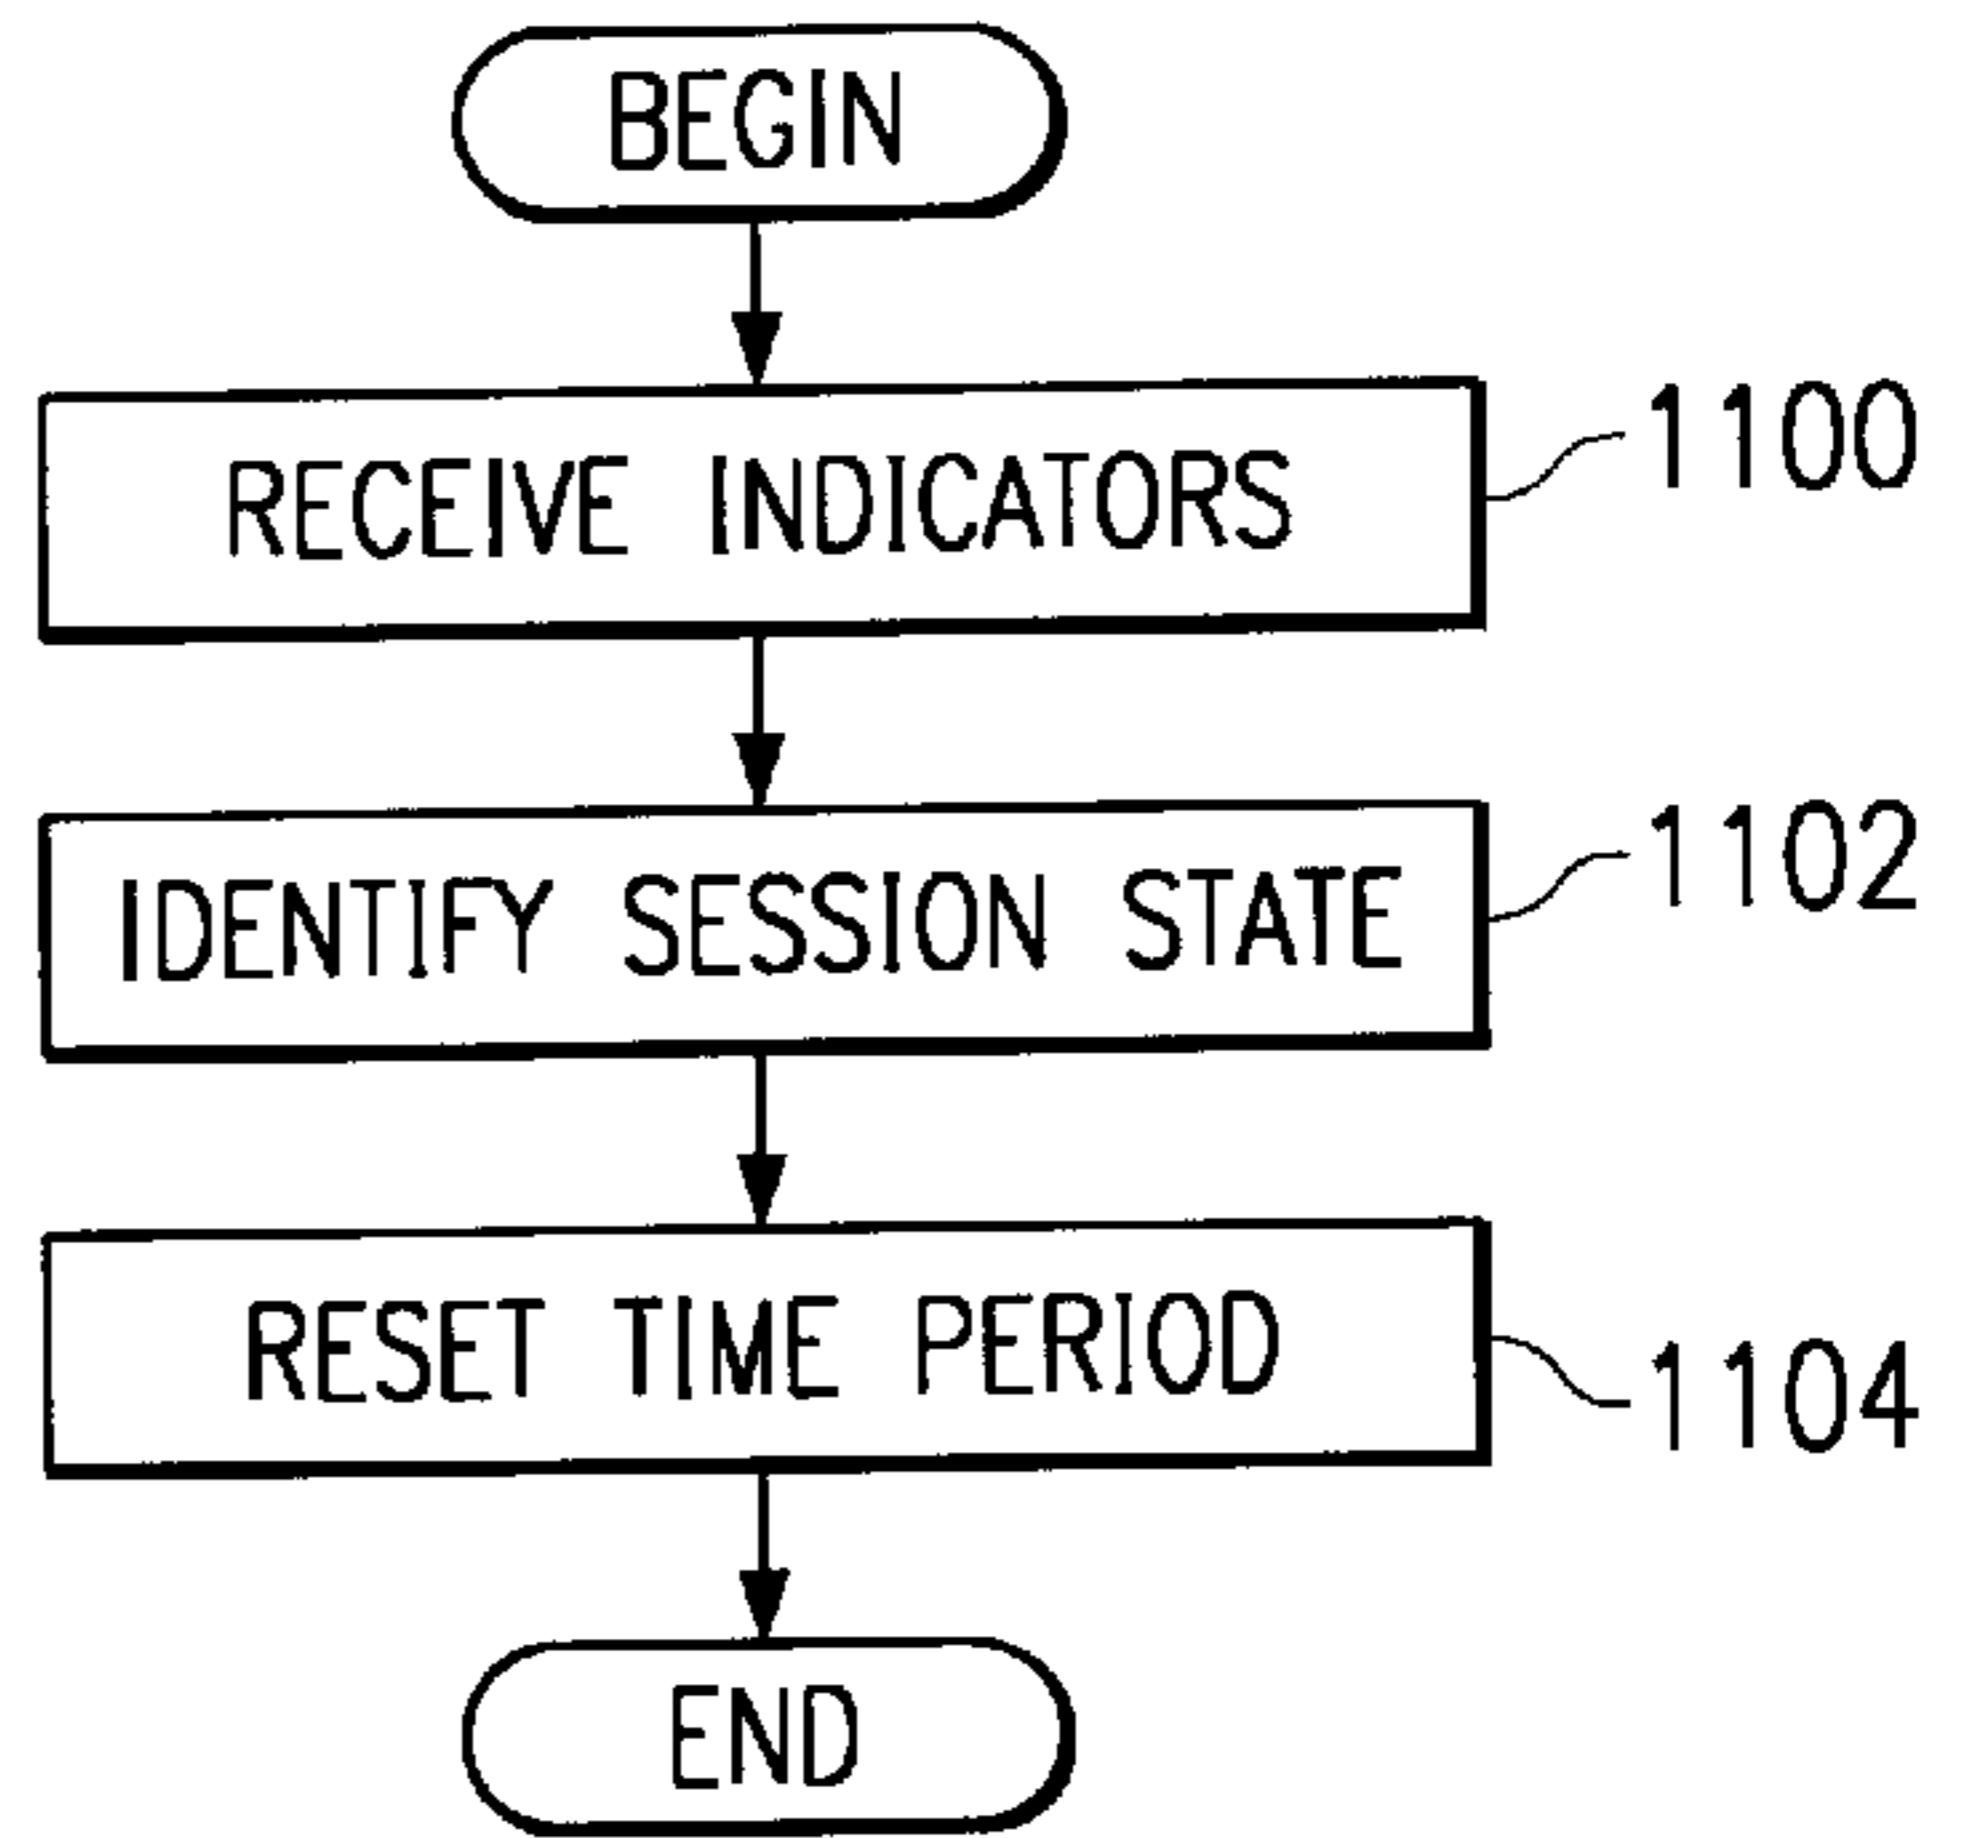 BEGIN
RECEIVE INDICATORS
1100
IDENTIFY SESSION STATE
1102
RESET TIME PERIOD
1104
END